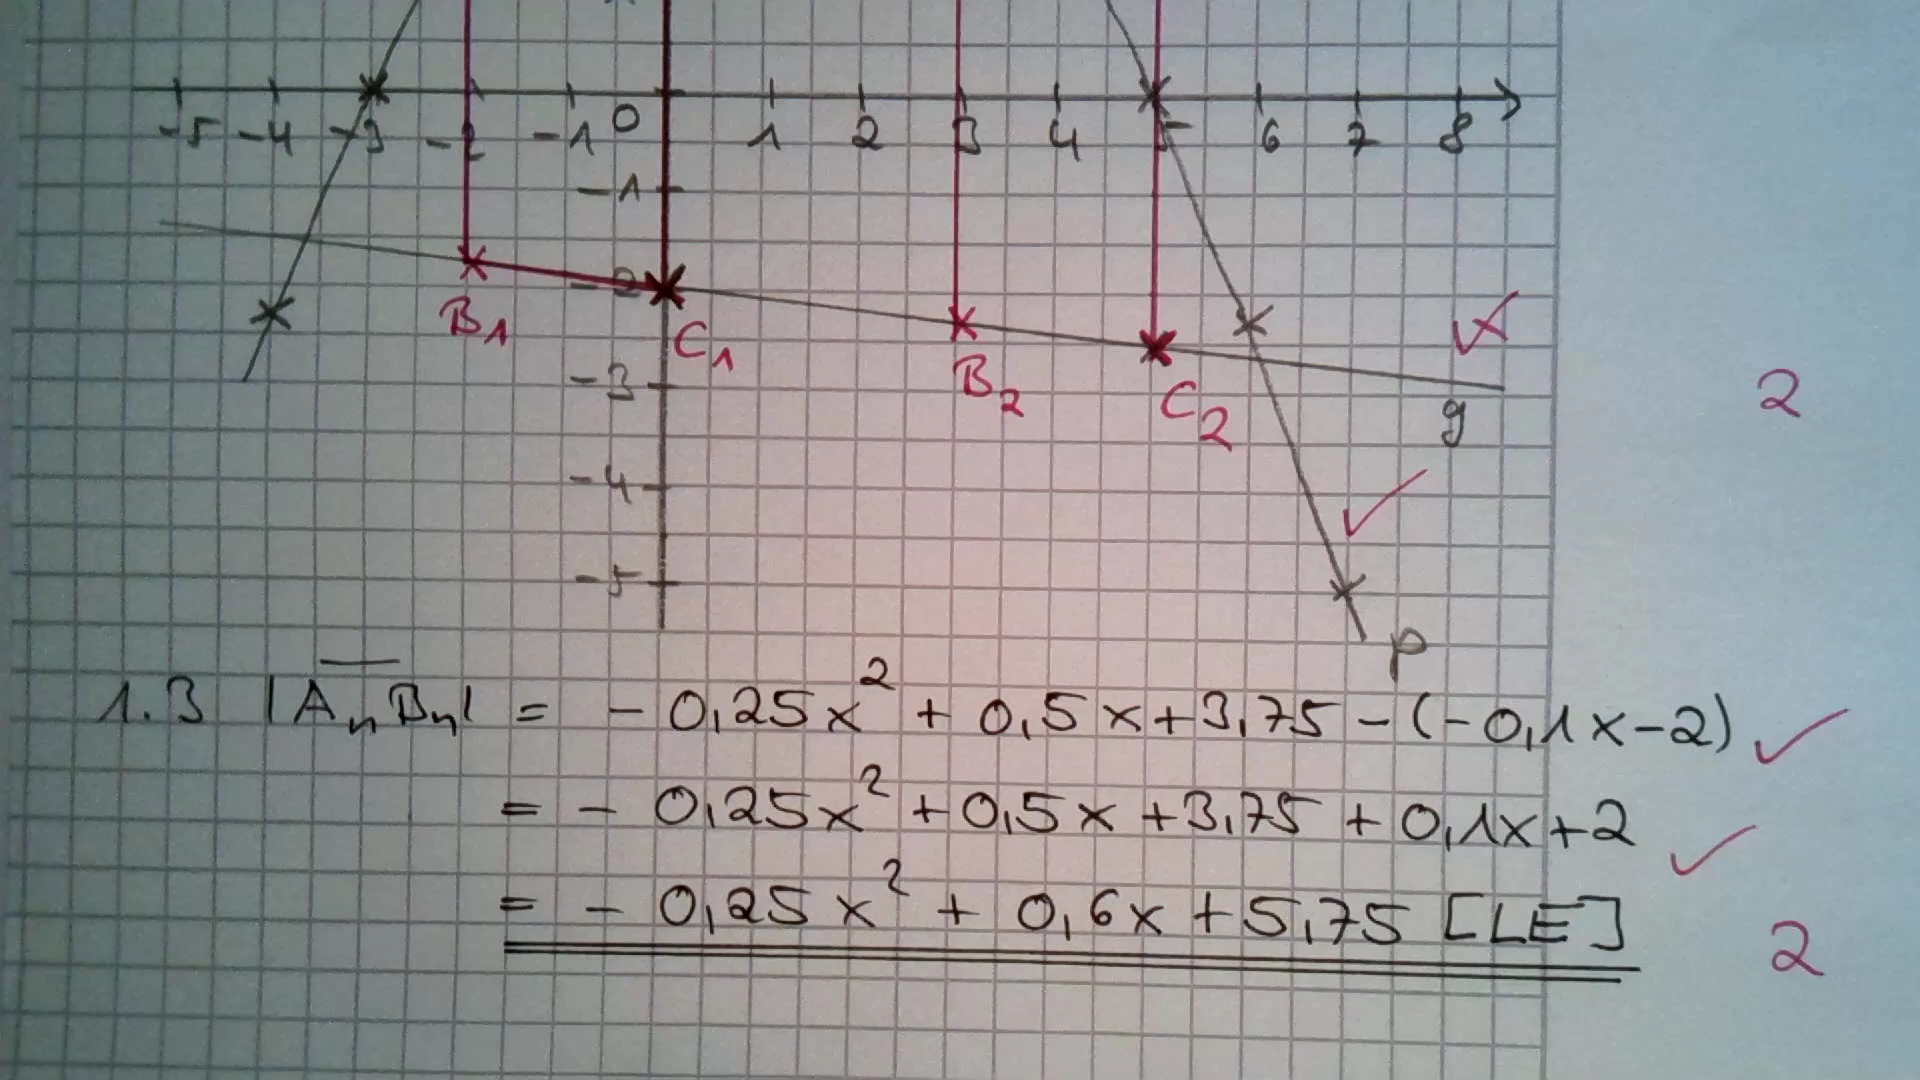 -5 -4 -3 -2 -1 0 1 2 3 4 5 6 7 8
-1
-2
B1 C1 B2 C2
-3
g
2
-4
-5
p
1.3 |A̅ₙB̅ₙ| = - 0,25x² + 0,5x + 3,75 - (-0,1x-2) ✓
= - 0,25x² + 0,5x + 3,75 + 0,1x + 2 ✓
= - 0,25x² + 0,6x + 5,75 [LE]
2